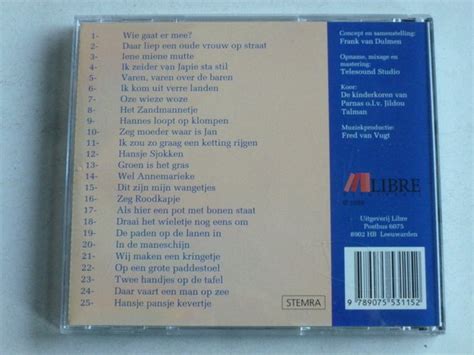 1- Wie gaat er mee?
2- Daar liep een oude vrouw op straat
3- Iene miene mutte
4- Ik zeider van Japie sta stil
5- Varen, varen over de baren
6- Ik kom uit verre landen
7- Oze wieze woze
8- Het Zandmannetje
9- Hannes loopt op klompen
10- Zeg moeder waar is Jan
11- Ik zou zo graag een ketting rijgen
12- Hansje Sjokken
13- Groen is het gras
14- Wel Annemarieke
15- Dit zijn mijn wangetjes
16- Zeg Roodkapje
17- Als hier een pot met bonen staat
18- Draai het wieletje nog eens om
19- De paden op de lanen in
20- In de maneschijn
21- Wij maken een kringetje
22- Op een grote paddestoel
23- Twee handjes op de tafel
24- Daar vaart een man op zee
25- Hansje pansje kevertje
STEMRA
Concept en samenstelling:
Frank van Dulmen
Opname, mixage en
mastering:
Telesound Studio
Koor:
De kinderkoren van
Parnas o.l.v. Jildou
Talman
Muziekproductie:
Fred van Vugt
LIBRE
Uitgeverij Libre
Postbus 6075
8902 HB Leeuwarden
9 789075 531152